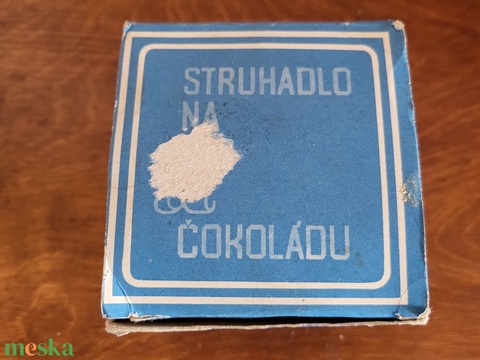 STRUHADLO
NA
ČOKOLÁDU
meska